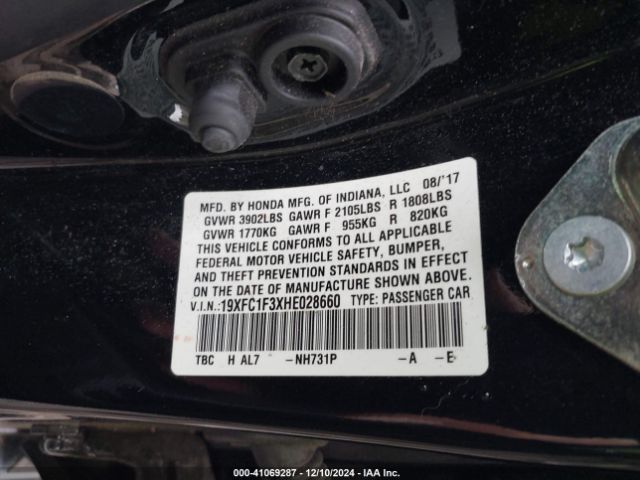 MFD. BY HONDA MFG. OF INDIANA, LLC 08/'17
GVWR 3902LBS GAWR F 2105LBS R 1808LBS
GVWR 1770KG GAWR F 955KG R 820KG
THIS VEHICLE CONFORMS TO ALL APPLICABLE
FEDERAL MOTOR VEHICLE SAFETY, BUMPER,
AND THEFT PREVENTION STANDARDS IN EFFECT
ON THE DATE OF MANUFACTURE SHOWN ABOVE.
V.I.N.:19XFC1F3XHE028660 TYPE: PASSENGER CAR
TBC H AL7 -NH731P -A -E
000-41069287 - 12/10/2024 - IAA Inc.